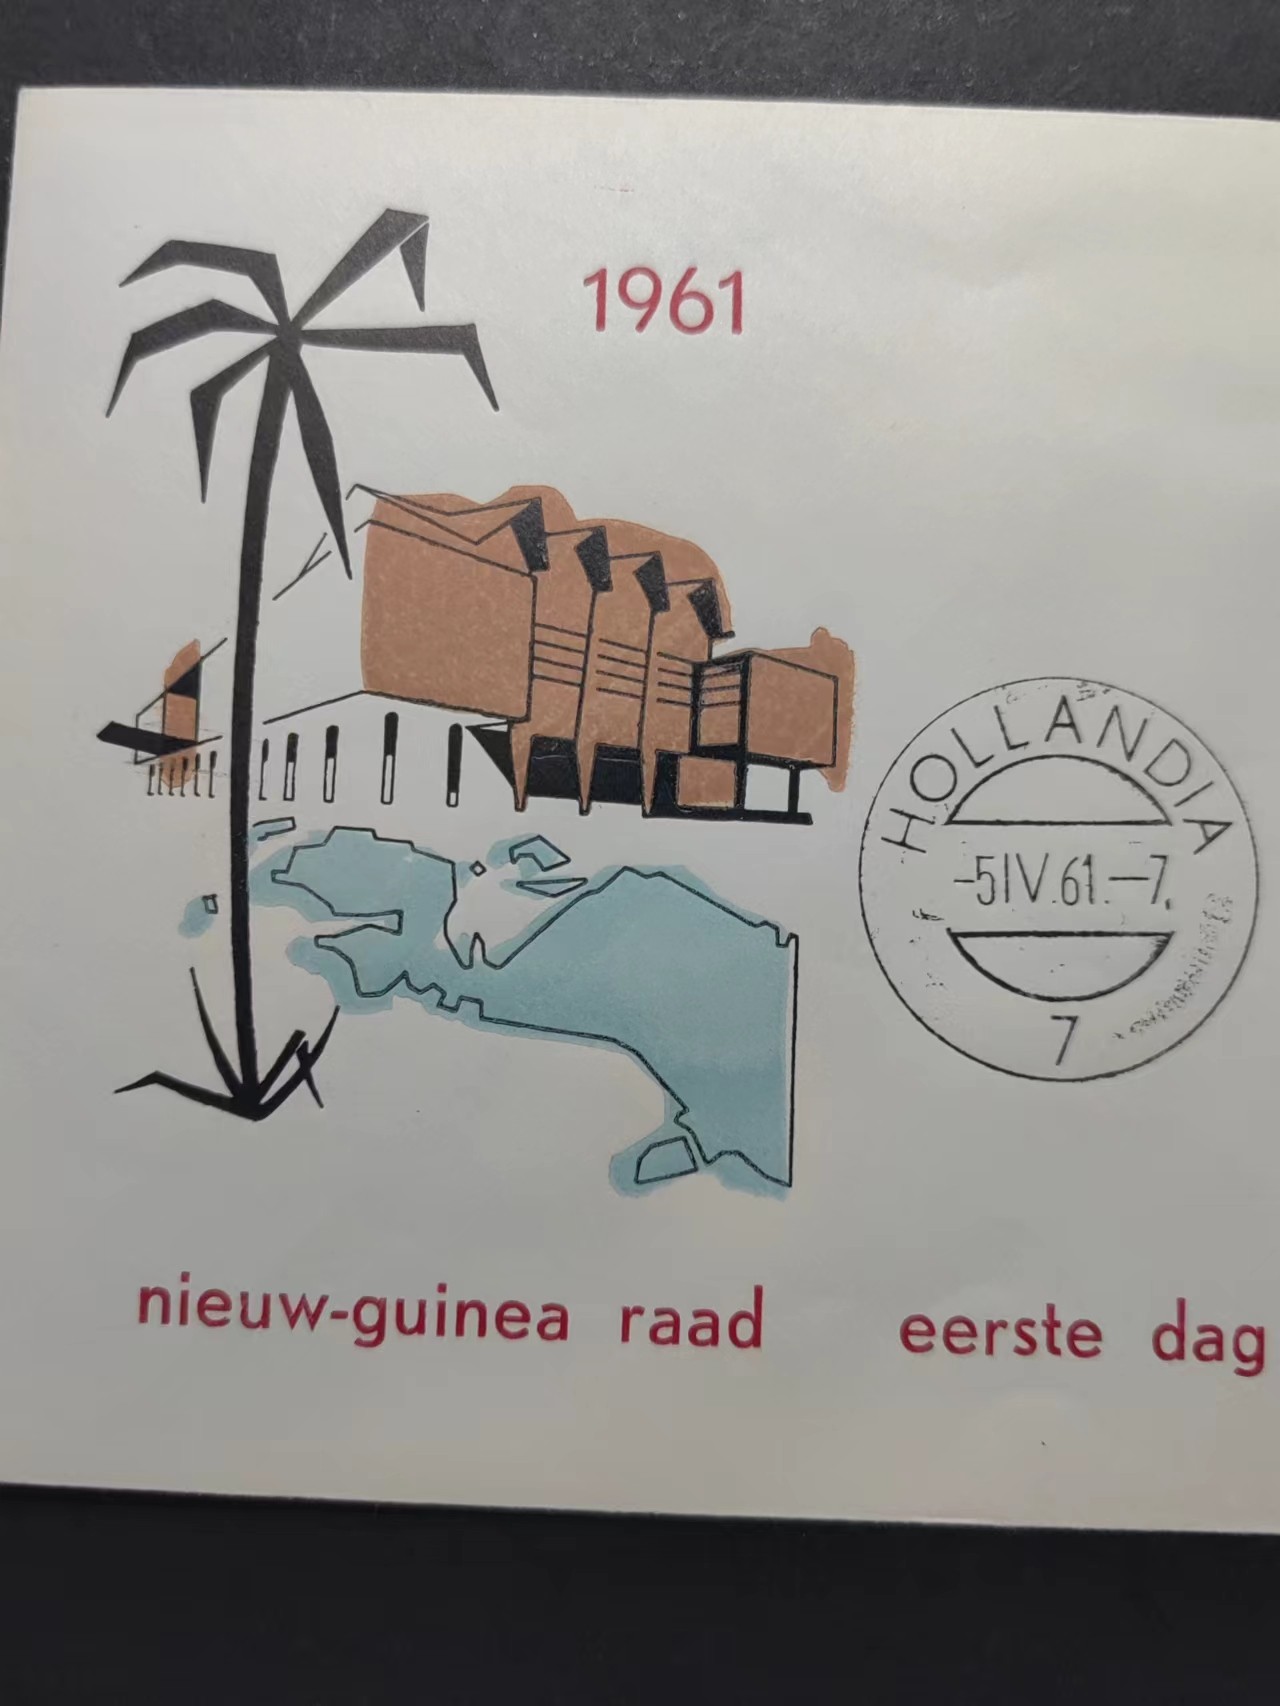 1961
HOLLANDIA
-5IV.61.-7.
7
nieuw-guinea raad
eerste dag